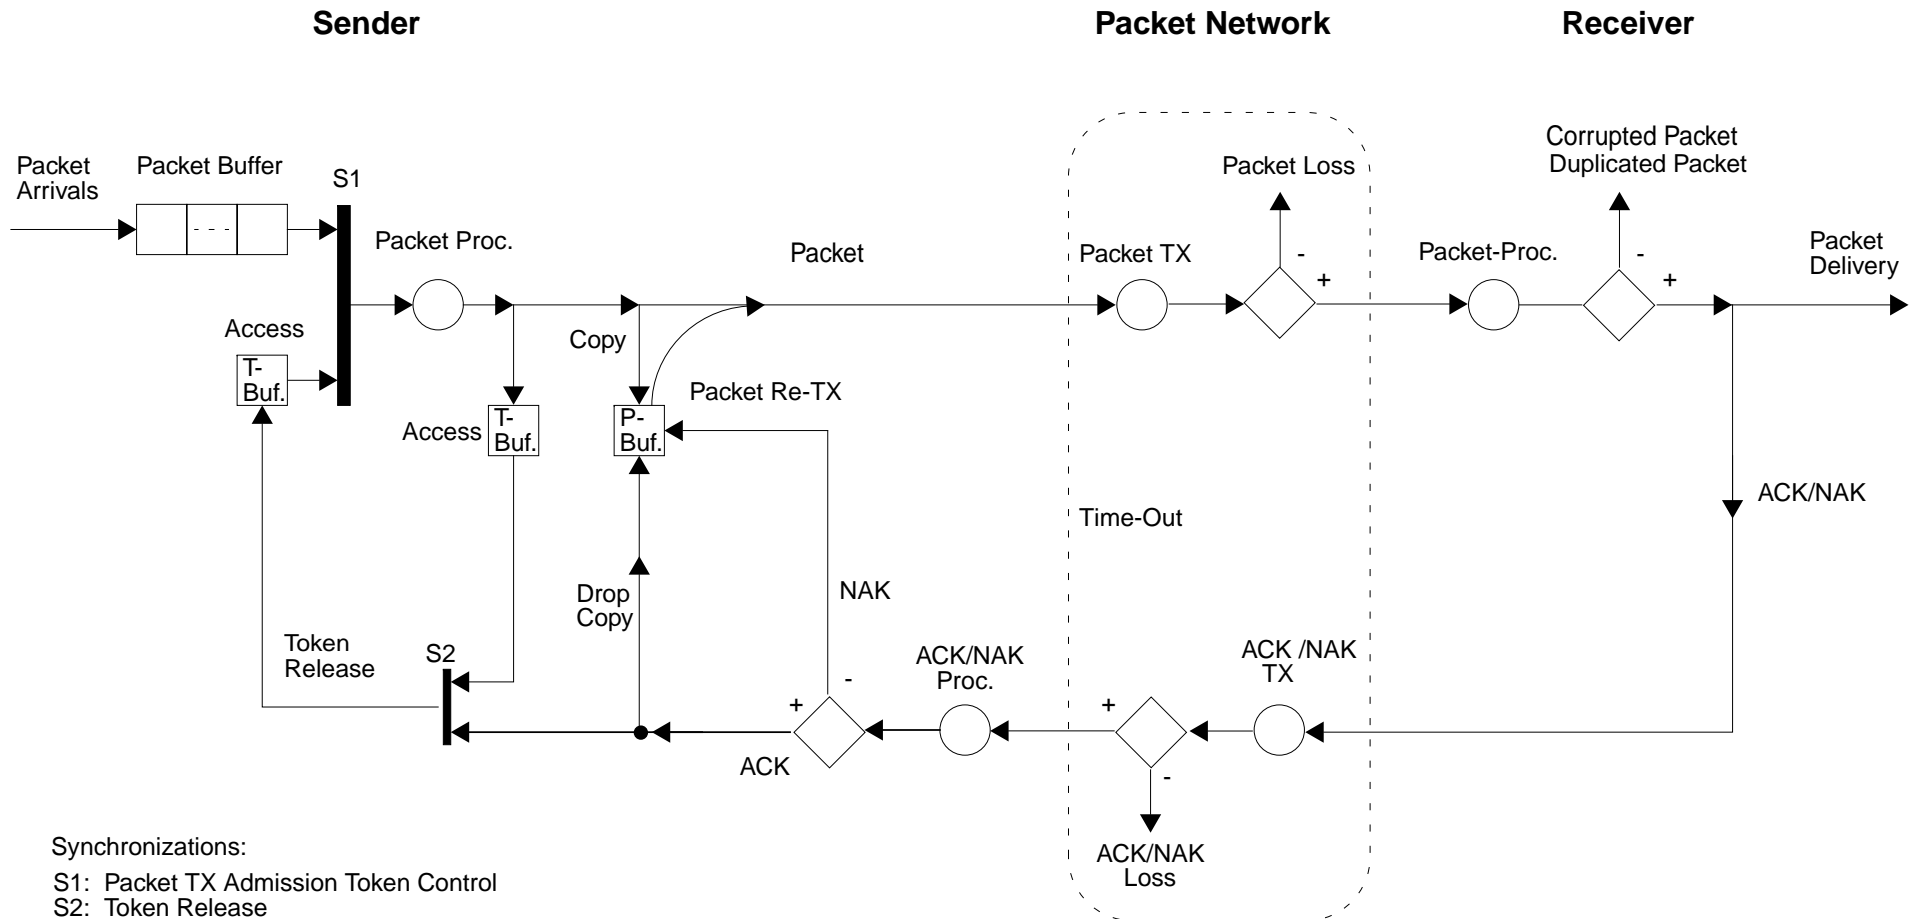 Sender
Packet Network
Receiver
Packet
Arrivals
Packet Buffer
S1
Packet Proc.
Packet
Packet TX
Packet Loss
-
+
Packet-Proc.
Corrupted Packet
Duplicated Packet
-
+
Packet
Delivery
- - -
Access
T-
Buf.
Access
T-
Buf.
Copy
P-
Buf.
Packet Re-TX
Time-Out
ACK/NAK
Drop
Copy
NAK
Token
Release
S2
+
-
ACK
ACK/NAK
Proc.
+
-
ACK /NAK
TX
ACK/NAK
Loss
Synchronizations:
S1: Packet TX Admission Token Control
S2: Token Release